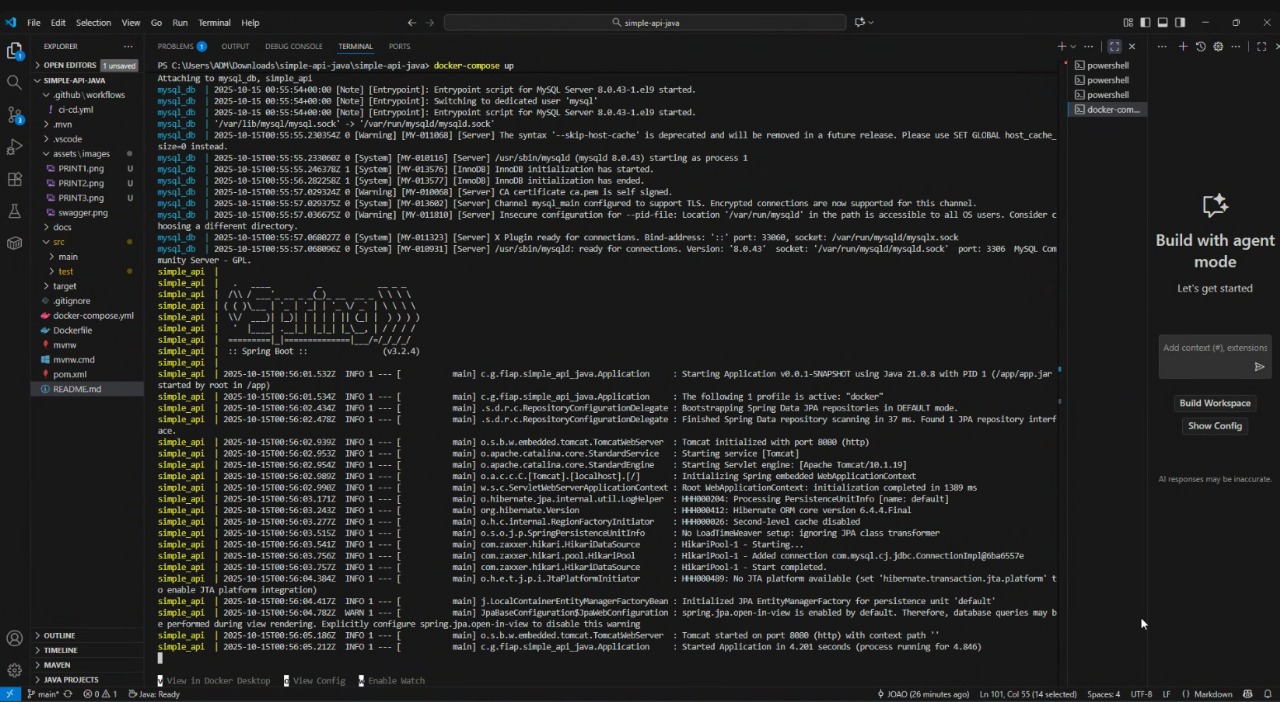 File Edit Selection View Go Run Terminal Help
simple-api-java
EXPLORER
OPEN EDITORS 1 unsaved
SIMPLE-API-JAVA
.github\workflows
ci-cd.yml
.mvn
.vscode
assets\images
PRINT1.png U
PRINT2.png U
PRINT3.png U
swagger.png
docs
src
main
test
target
.gitignore
docker-compose.yml
Dockerfile
mvnw
mvnw.cmd
pom.xml
README.md
OUTLINE
TIMELINE
MAVEN
JAVA PROJECTS
PROBLEMS 1 OUTPUT DEBUG CONSOLE TERMINAL PORTS
PS C:\Users\ADM\Downloads\simple-api-java\simple-api-java> docker-compose up
Attaching to mysql_db, simple_api
mysql_db | 2025-10-15 00:55:54+00:00 [Note] [Entrypoint]: Entrypoint script for MySQL Server 8.0.43-1.el9 started.
mysql_db | 2025-10-15 00:55:54+00:00 [Note] [Entrypoint]: Switching to dedicated user 'mysql'
mysql_db | 2025-10-15 00:55:54+00:00 [Note] [Entrypoint]: Entrypoint script for MySQL Server 8.0.43-1.el9 started.
mysql_db | '/var/lib/mysql/mysql.sock' -> '/var/run/mysqld/mysqld.sock'
mysql_db | 2025-10-15T00:55:55.230354Z 0 [Warning] [MY-011068] [Server] The syntax '--skip-host-cache' is deprecated and will be removed in a future release. Please use SET GLOBAL host_cache_
size=0 instead.
mysql_db | 2025-10-15T00:55:55.233060Z 0 [System] [MY-010116] [Server] /usr/sbin/mysqld (mysqld 8.0.43) starting as process 1
mysql_db | 2025-10-15T00:55:55.246378Z 1 [System] [MY-013576] [InnoDB] InnoDB initialization has started.
mysql_db | 2025-10-15T00:55:56.282258Z 1 [System] [MY-013577] [InnoDB] InnoDB initialization has ended.
mysql_db | 2025-10-15T00:55:57.029324Z 0 [Warning] [MY-010068] [Server] CA certificate ca.pem is self signed.
mysql_db | 2025-10-15T00:55:57.029375Z 0 [System] [MY-013602] [Server] Channel mysql_main configured to support TLS. Encrypted connections are now supported for this channel.
mysql_db | 2025-10-15T00:55:57.036675Z 0 [Warning] [MY-011810] [Server] Insecure configuration for --pid-file: Location '/var/run/mysqld' in the path is accessible to all OS users. Consider c
hoosing a different directory.
mysql_db | 2025-10-15T00:55:57.068027Z 0 [System] [MY-011323] [Server] X Plugin ready for connections. Bind-address: '::' port: 33060, socket: /var/run/mysqld/mysqlx.sock
mysql_db | 2025-10-15T00:55:57.068096Z 0 [System] [MY-010931] [Server] /usr/sbin/mysqld: ready for connections. Version: '8.0.43' socket: '/var/run/mysqld/mysqld.sock' port: 3306 MySQL Com
munity Server - GPL.
simple_api |
simple_api | Spring
simple_api | :: Spring Boot :: (v3.2.4)
simple_api |
simple_api | 2025-10-15T00:56:01.532Z INFO 1 --- [ main] c.g.fiap.simple_api_java.Application : Starting Application v0.0.1-SNAPSHOT using Java 21.0.8 with PID 1 (/app/app.jar
started by root in /app)
simple_api | 2025-10-15T00:56:01.534Z INFO 1 --- [ main] c.g.fiap.simple_api_java.Application : The following 1 profile is active: "docker"
simple_api | 2025-10-15T00:56:02.434Z INFO 1 --- [ main] .s.d.r.c.RepositoryConfigurationDelegate : Bootstrapping Spring Data JPA repositories in DEFAULT mode.
simple_api | 2025-10-15T00:56:02.478Z INFO 1 --- [ main] .s.d.r.c.RepositoryConfigurationDelegate : Finished Spring Data repository scanning in 37 ms. Found 1 JPA repository interf
ace.
simple_api | 2025-10-15T00:56:02.939Z INFO 1 --- [ main] o.s.b.w.embedded.tomcat.TomcatWebServer : Tomcat initialized with port 8080 (http)
simple_api | 2025-10-15T00:56:02.953Z INFO 1 --- [ main] o.apache.catalina.core.StandardService : Starting service [Tomcat]
simple_api | 2025-10-15T00:56:02.954Z INFO 1 --- [ main] o.apache.catalina.core.StandardEngine : Starting Servlet engine: [Apache Tomcat/10.1.19]
simple_api | 2025-10-15T00:56:02.989Z INFO 1 --- [ main] o.a.c.c.C.[Tomcat].[localhost].[/] : Initializing Spring embedded WebApplicationContext
simple_api | 2025-10-15T00:56:02.990Z INFO 1 --- [ main] w.s.c.ServletWebServerApplicationContext : Root WebApplicationContext: initialization completed in 1389 ms
simple_api | 2025-10-15T00:56:03.171Z INFO 1 --- [ main] o.hibernate.jpa.internal.util.LogHelper : HHH000204: Processing PersistenceUnitInfo [name: default]
simple_api | 2025-10-15T00:56:03.243Z INFO 1 --- [ main] org.hibernate.Version : HHH000412: Hibernate ORM core version 6.4.4.Final
simple_api | 2025-10-15T00:56:03.277Z INFO 1 --- [ main] o.h.c.internal.RegionFactoryInitiator : HHH000026: Second-level cache disabled
simple_api | 2025-10-15T00:56:03.515Z INFO 1 --- [ main] o.s.o.j.p.SpringPersistenceUnitInfo : No LoadTimeWeaver setup: ignoring JPA class transformer
simple_api | 2025-10-15T00:56:03.541Z INFO 1 --- [ main] com.zaxxer.hikari.HikariDataSource : HikariPool-1 - Starting...
simple_api | 2025-10-15T00:56:03.756Z INFO 1 --- [ main] com.zaxxer.hikari.pool.HikariPool : HikariPool-1 - Added connection com.mysql.cj.jdbc.ConnectionImpl@6ba6557e
simple_api | 2025-10-15T00:56:03.757Z INFO 1 --- [ main] com.zaxxer.hikari.HikariDataSource : HikariPool-1 - Start completed.
simple_api | 2025-10-15T00:56:04.384Z INFO 1 --- [ main] o.h.e.t.j.p.i.JtaPlatformInitiator : HHH000489: No JTA platform available (set 'hibernate.transaction.jta.platform' t
o enable JTA platform integration)
simple_api | 2025-10-15T00:56:04.417Z INFO 1 --- [ main] j.LocalContainerEntityManagerFactoryBean : Initialized JPA EntityManagerFactory for persistence unit 'default'
simple_api | 2025-10-15T00:56:04.782Z WARN 1 --- [ main] JpaBaseConfiguration$JpaWebConfiguration : spring.jpa.open-in-view is enabled by default. Therefore, database queries may b
e performed during view rendering. Explicitly configure spring.jpa.open-in-view to disable this warning
simple_api | 2025-10-15T00:56:05.186Z INFO 1 --- [ main] o.s.b.w.embedded.tomcat.TomcatWebServer : Tomcat started on port 8080 (http) with context path ''
simple_api | 2025-10-15T00:56:05.212Z INFO 1 --- [ main] c.g.fiap.simple_api_java.Application : Started Application in 4.201 seconds (process running for 4.846)
v View in Docker Desktop o View Config w Enable Watch
powershell
powershell
powershell
docker-com...
Build with agent
mode
Let's get started
Add context (#), extensions
Build Workspace
Show Config
AI responses may be inaccurate.
main* 0 1 Java: Ready JOAO (26 minutes ago) Ln 101, Col 55 (14 selected) Spaces: 4 UTF-8 LF Markdown